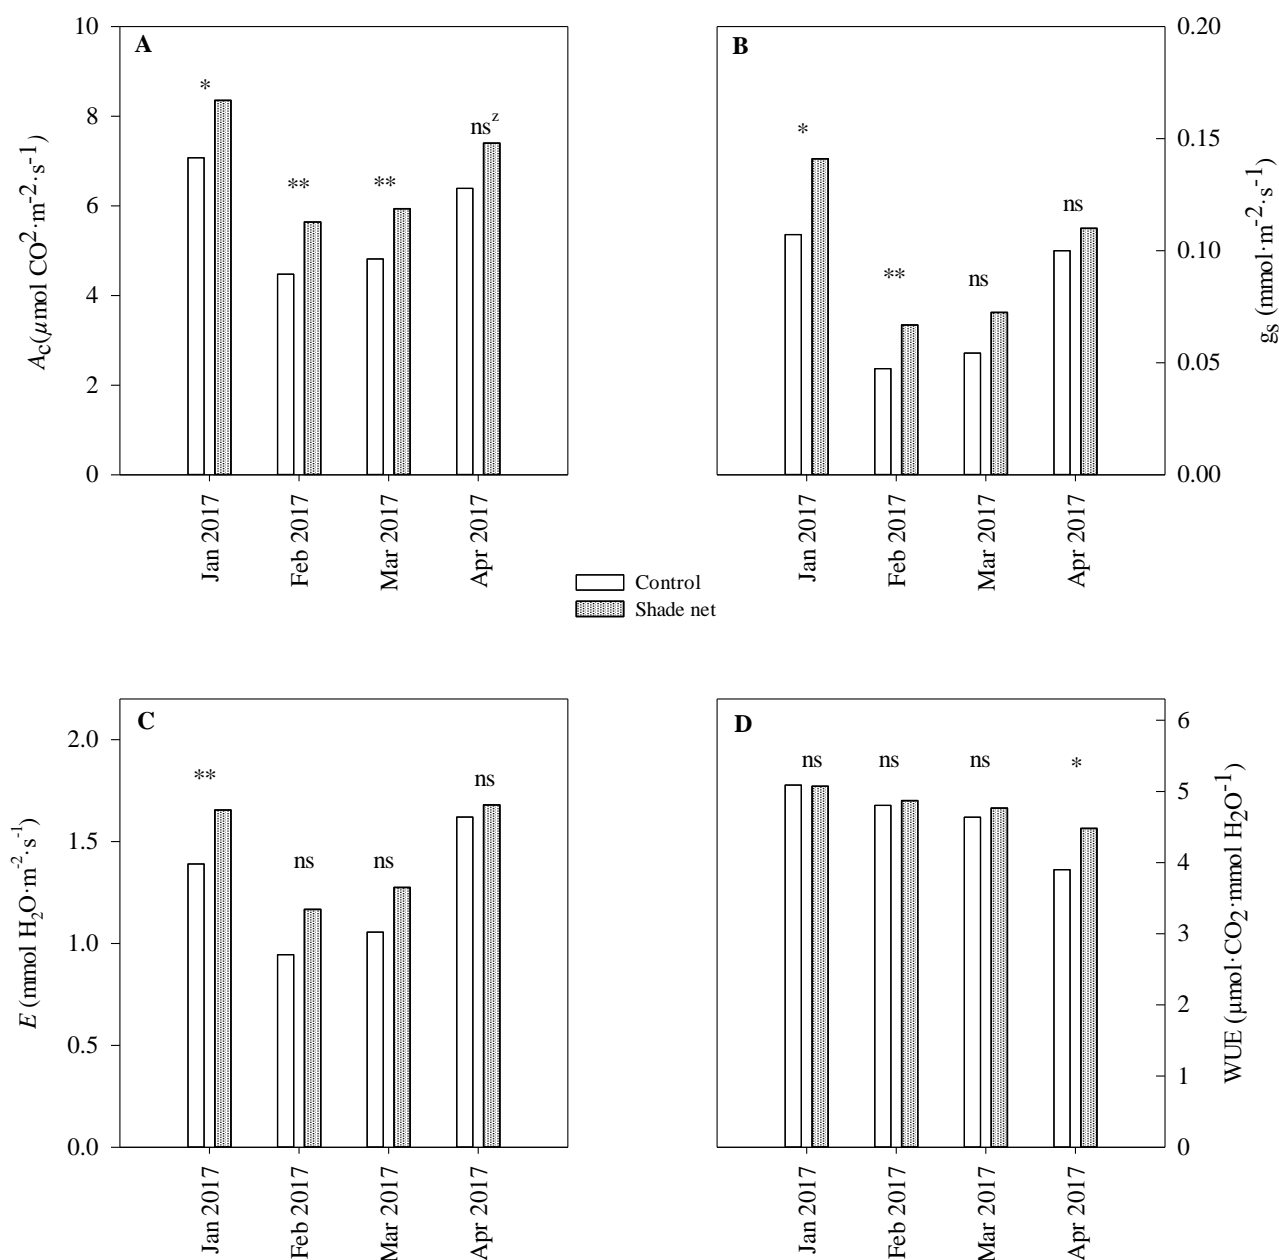 A
10
8
6
4
2
0
A_c(µmol CO²·m⁻²·s⁻¹)
*
**
**
nsᶻ
Jan 2017
Feb 2017
Mar 2017
Apr 2017
B
0.20
0.15
0.10
0.05
0.00
g_s (mmol·m⁻²·s⁻¹)
*
**
ns
ns
Jan 2017
Feb 2017
Mar 2017
Apr 2017
Control
Shade net
C
2.0
1.5
1.0
0.5
0.0
E (mmol H₂O·m⁻²·s⁻¹)
**
ns
ns
ns
Jan 2017
Feb 2017
Mar 2017
Apr 2017
D
6
5
4
3
2
1
0
WUE (µmol·CO₂·mmol H₂O⁻¹)
ns
ns
ns
*
Jan 2017
Feb 2017
Mar 2017
Apr 2017